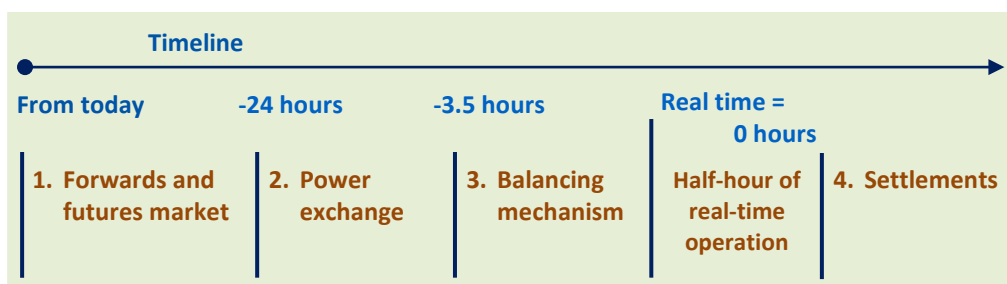 Timeline
From today
-24 hours
-3.5 hours
Real time =
0 hours
1. Forwards and
futures market
2. Power
exchange
3. Balancing
mechanism
Half-hour of
real-time
operation
4. Settlements